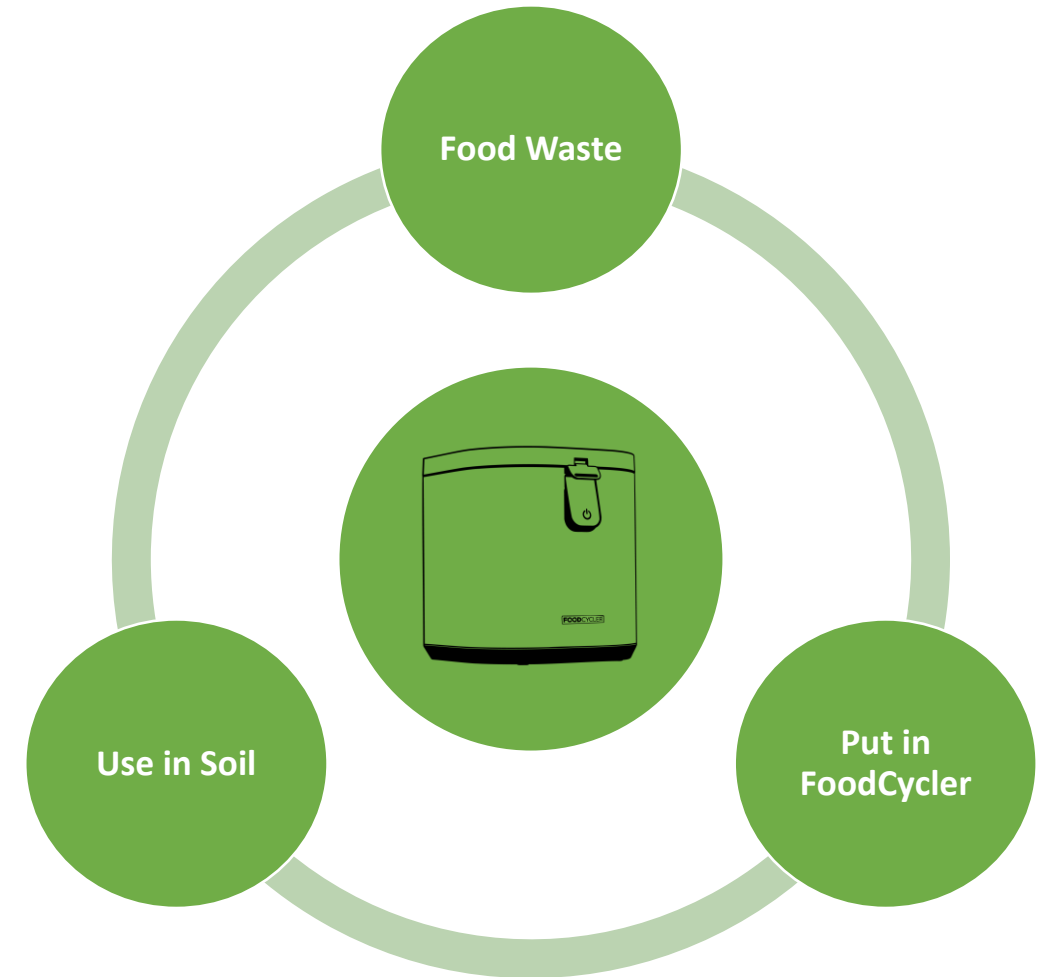 Food Waste
FOODCYCLER
Use in Soil
Put in
FoodCycler